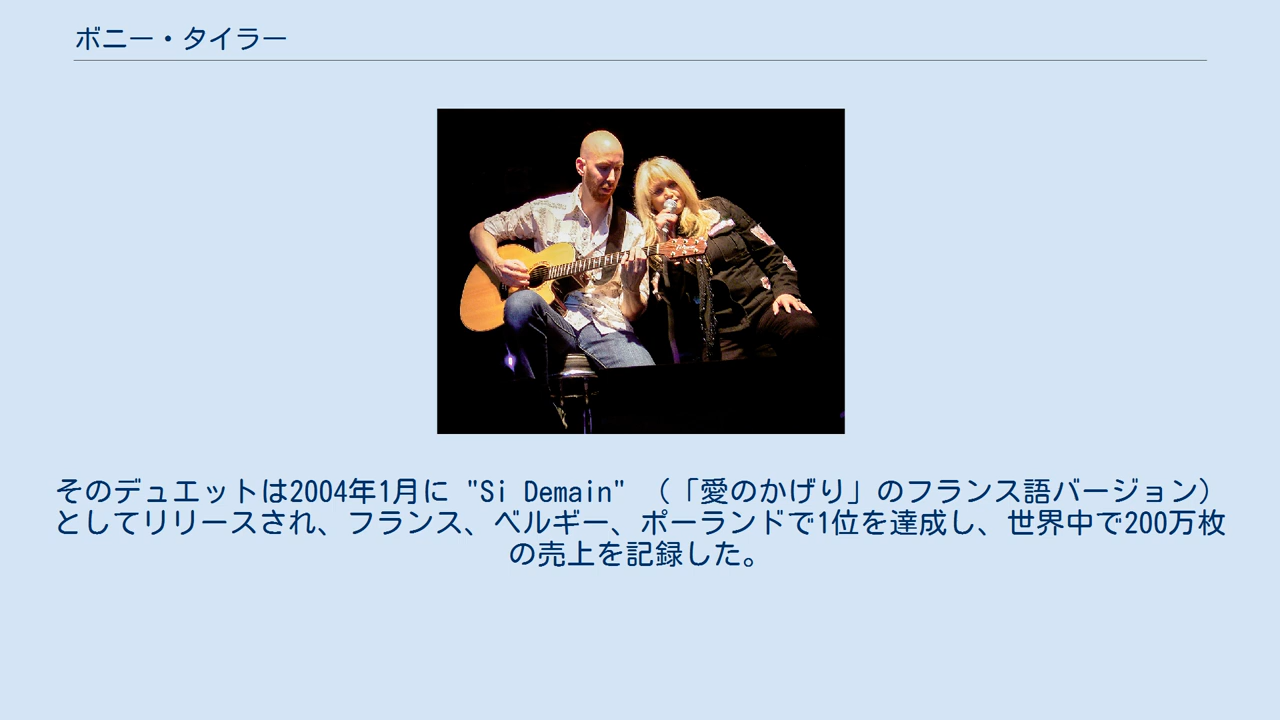 ボニー・タイラー
そのデュエットは2004年1月に "Si Demain" （「愛のかげり」のフランス語バージョン）
としてリリースされ、フランス、ベルギー、ポーランドで1位を達成し、世界中で200万枚
の売上を記録した。